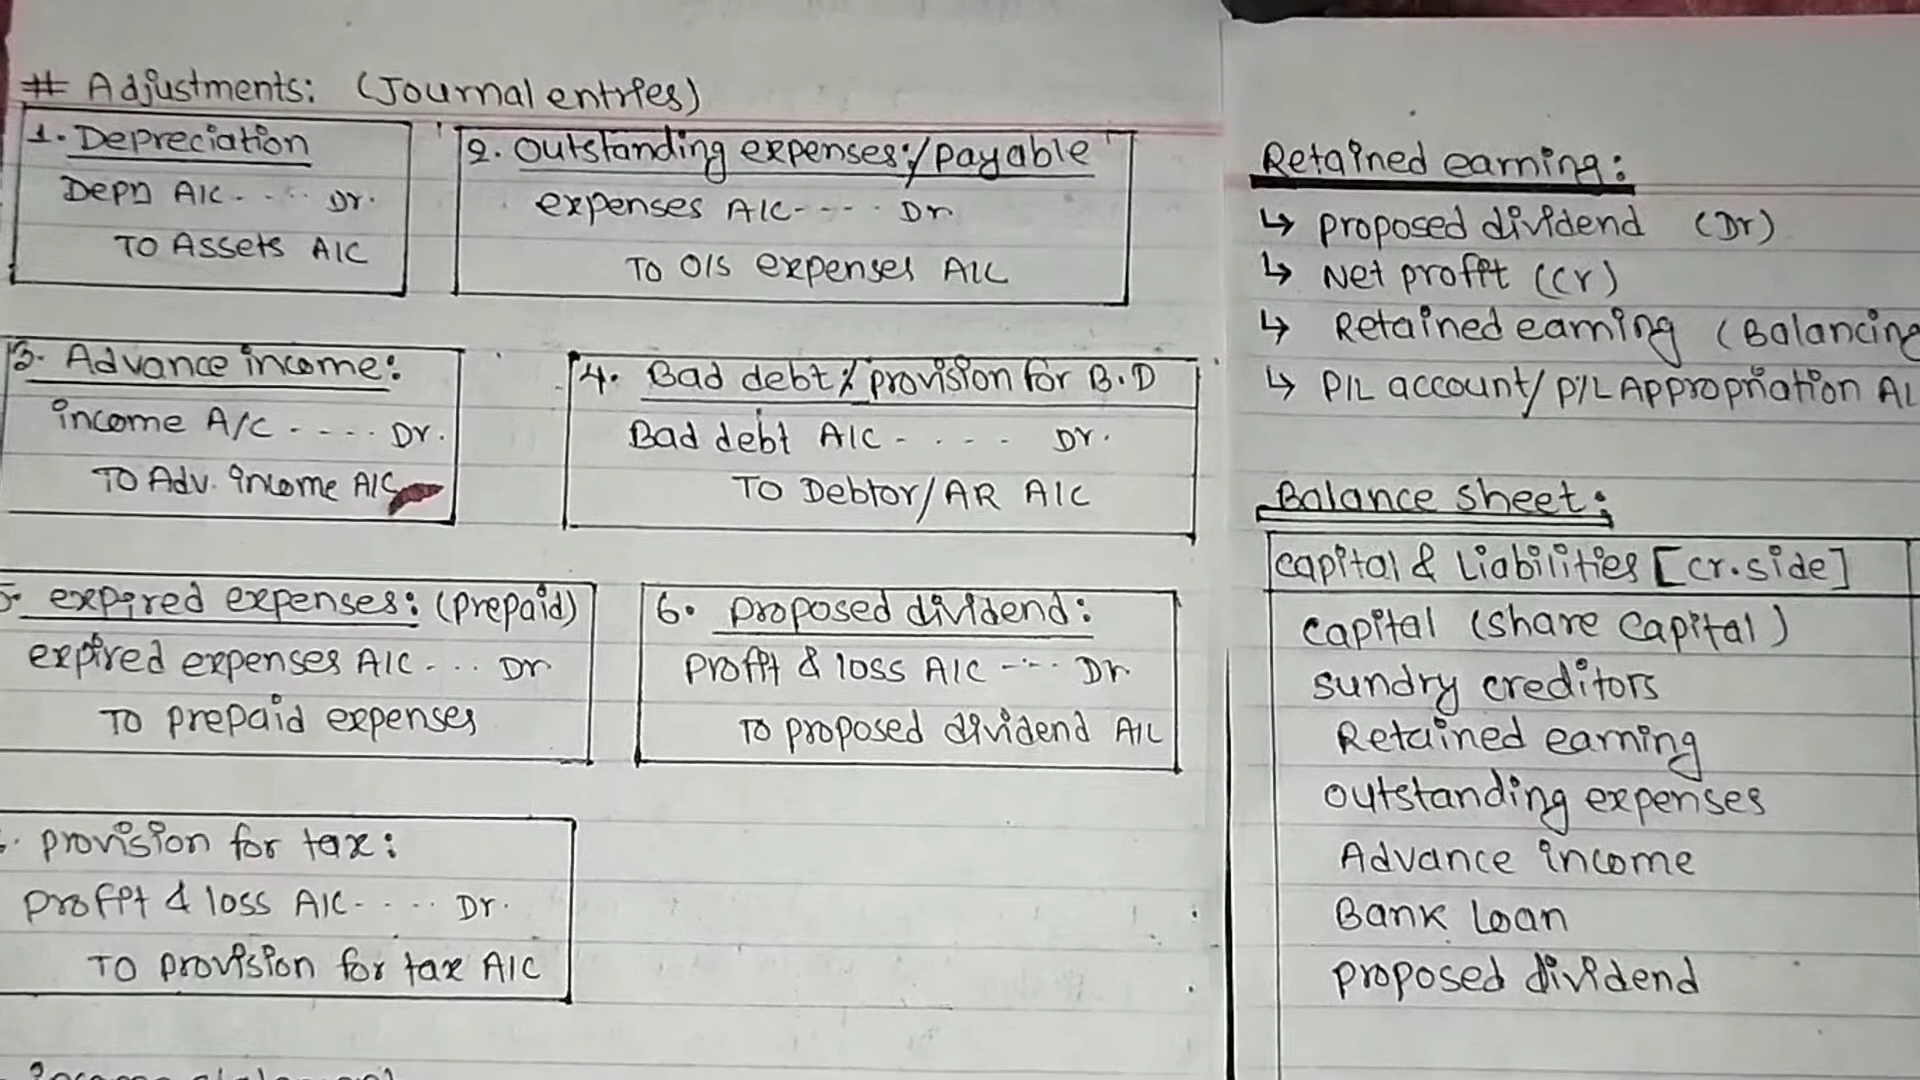 # Adjustments: (Journal entries)
1. Depreciation
Depn A/C - - - - Dr.
To Assets A/C
2. Outstanding expenses:/payable
expenses A/C - - - - Dr.
To O/S expenses A/C
3. Advance income:
income A/C - - - - Dr.
To Adv. income A/C
4. Bad debt:/provision for B.D
Bad debt A/C - - - - Dr.
To Debtor/AR A/C
5. expired expenses: (prepaid)
expired expenses A/C - - - Dr.
To prepaid expenses
6. proposed dividend:
profit & loss A/C - - - - Dr.
To proposed dividend A/C
provision for tax:
profit & loss A/C - - - - Dr.
To provision for tax A/C
Retained earning:
↳ proposed dividend (Dr)
↳ Net profit (Cr)
↳ Retained earning (Balancing
↳ P/L account/P/L Appropriation A/
Balance sheet:
capital & Liabilities [cr.side]
capital (share capital)
sundry creditors
Retained earning
outstanding expenses
Advance income
Bank Loan
proposed dividend